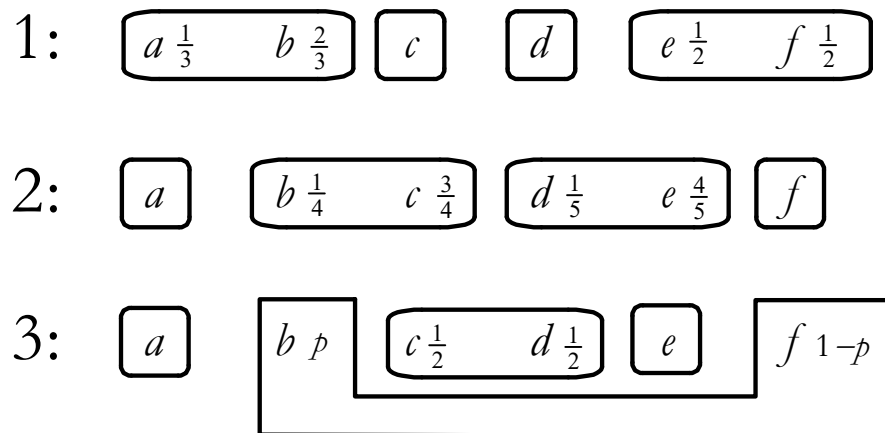 1: a 1/3 b 2/3 c d e 1/2 f 1/2
2: a b 1/4 c 3/4 d 1/5 e 4/5 f
3: a b p c 1/2 d 1/2 e f 1–p